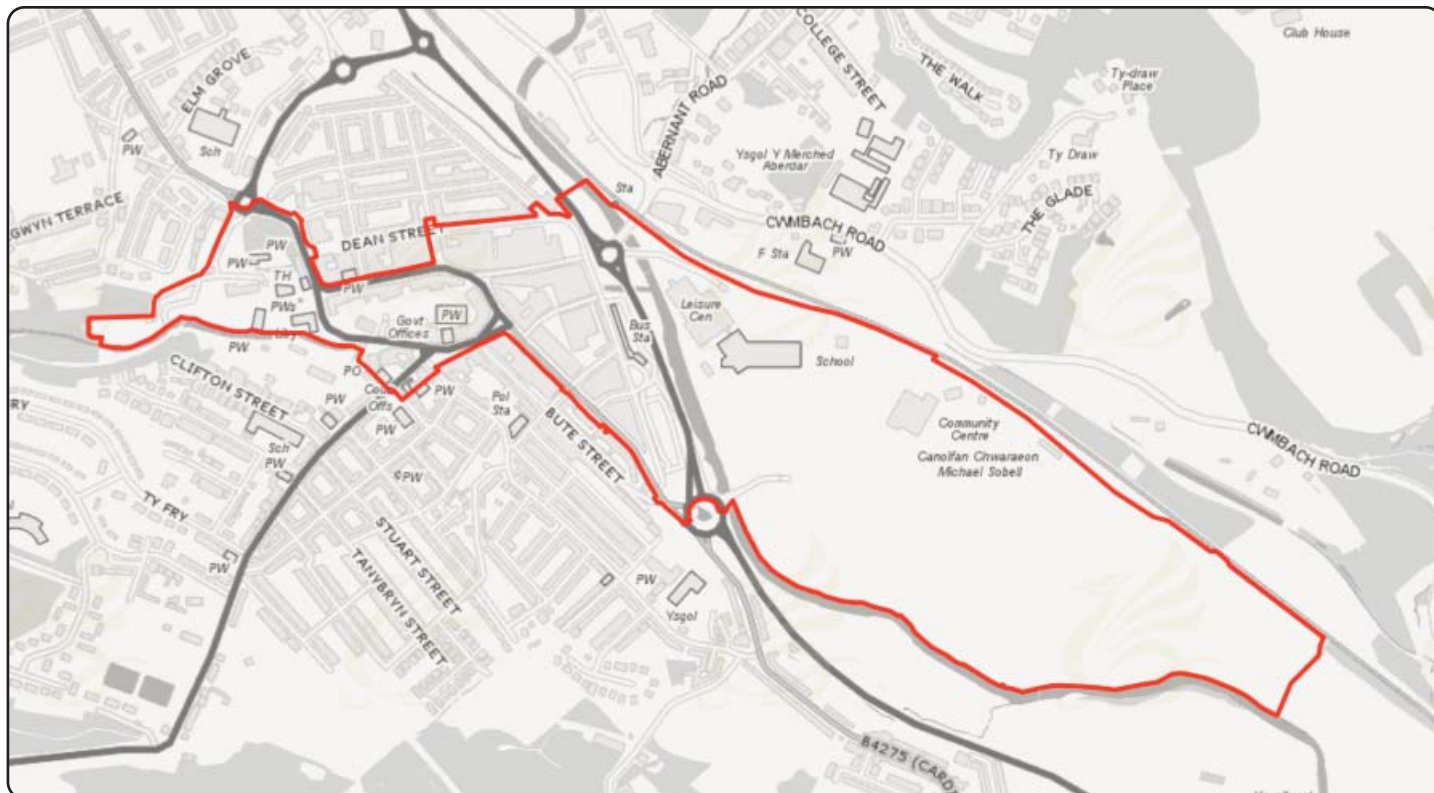 ELM GROVE
Sch
PW
GWYN TERRACE
COLLEGE STREET
THE WALK
Club House
Ty-draw
Place
ABERNANT ROAD
Ysgol Y Merched
Aberdar
Ty Draw
THE GLADE
Sta
CWMBACH ROAD
PW
F Sta
DEAN STREET
PW
PW
TH
PW
PWs
PW
Govt
Offices
PW
Leisure
Cen
Bus
Sta
School
CLIFTON STREET
PO
Offs
PW
PW
PW
Sch
PW
Pol
Sta
BUTE STREET
Community
Centre
Canolfan Chwaraeon
Michael Sobell
CWMBACH ROAD
RY
TY FRY
PW
PW
STUART STREET
TANYBRYN STREET
PW
Ysgol
B4275 (CARD